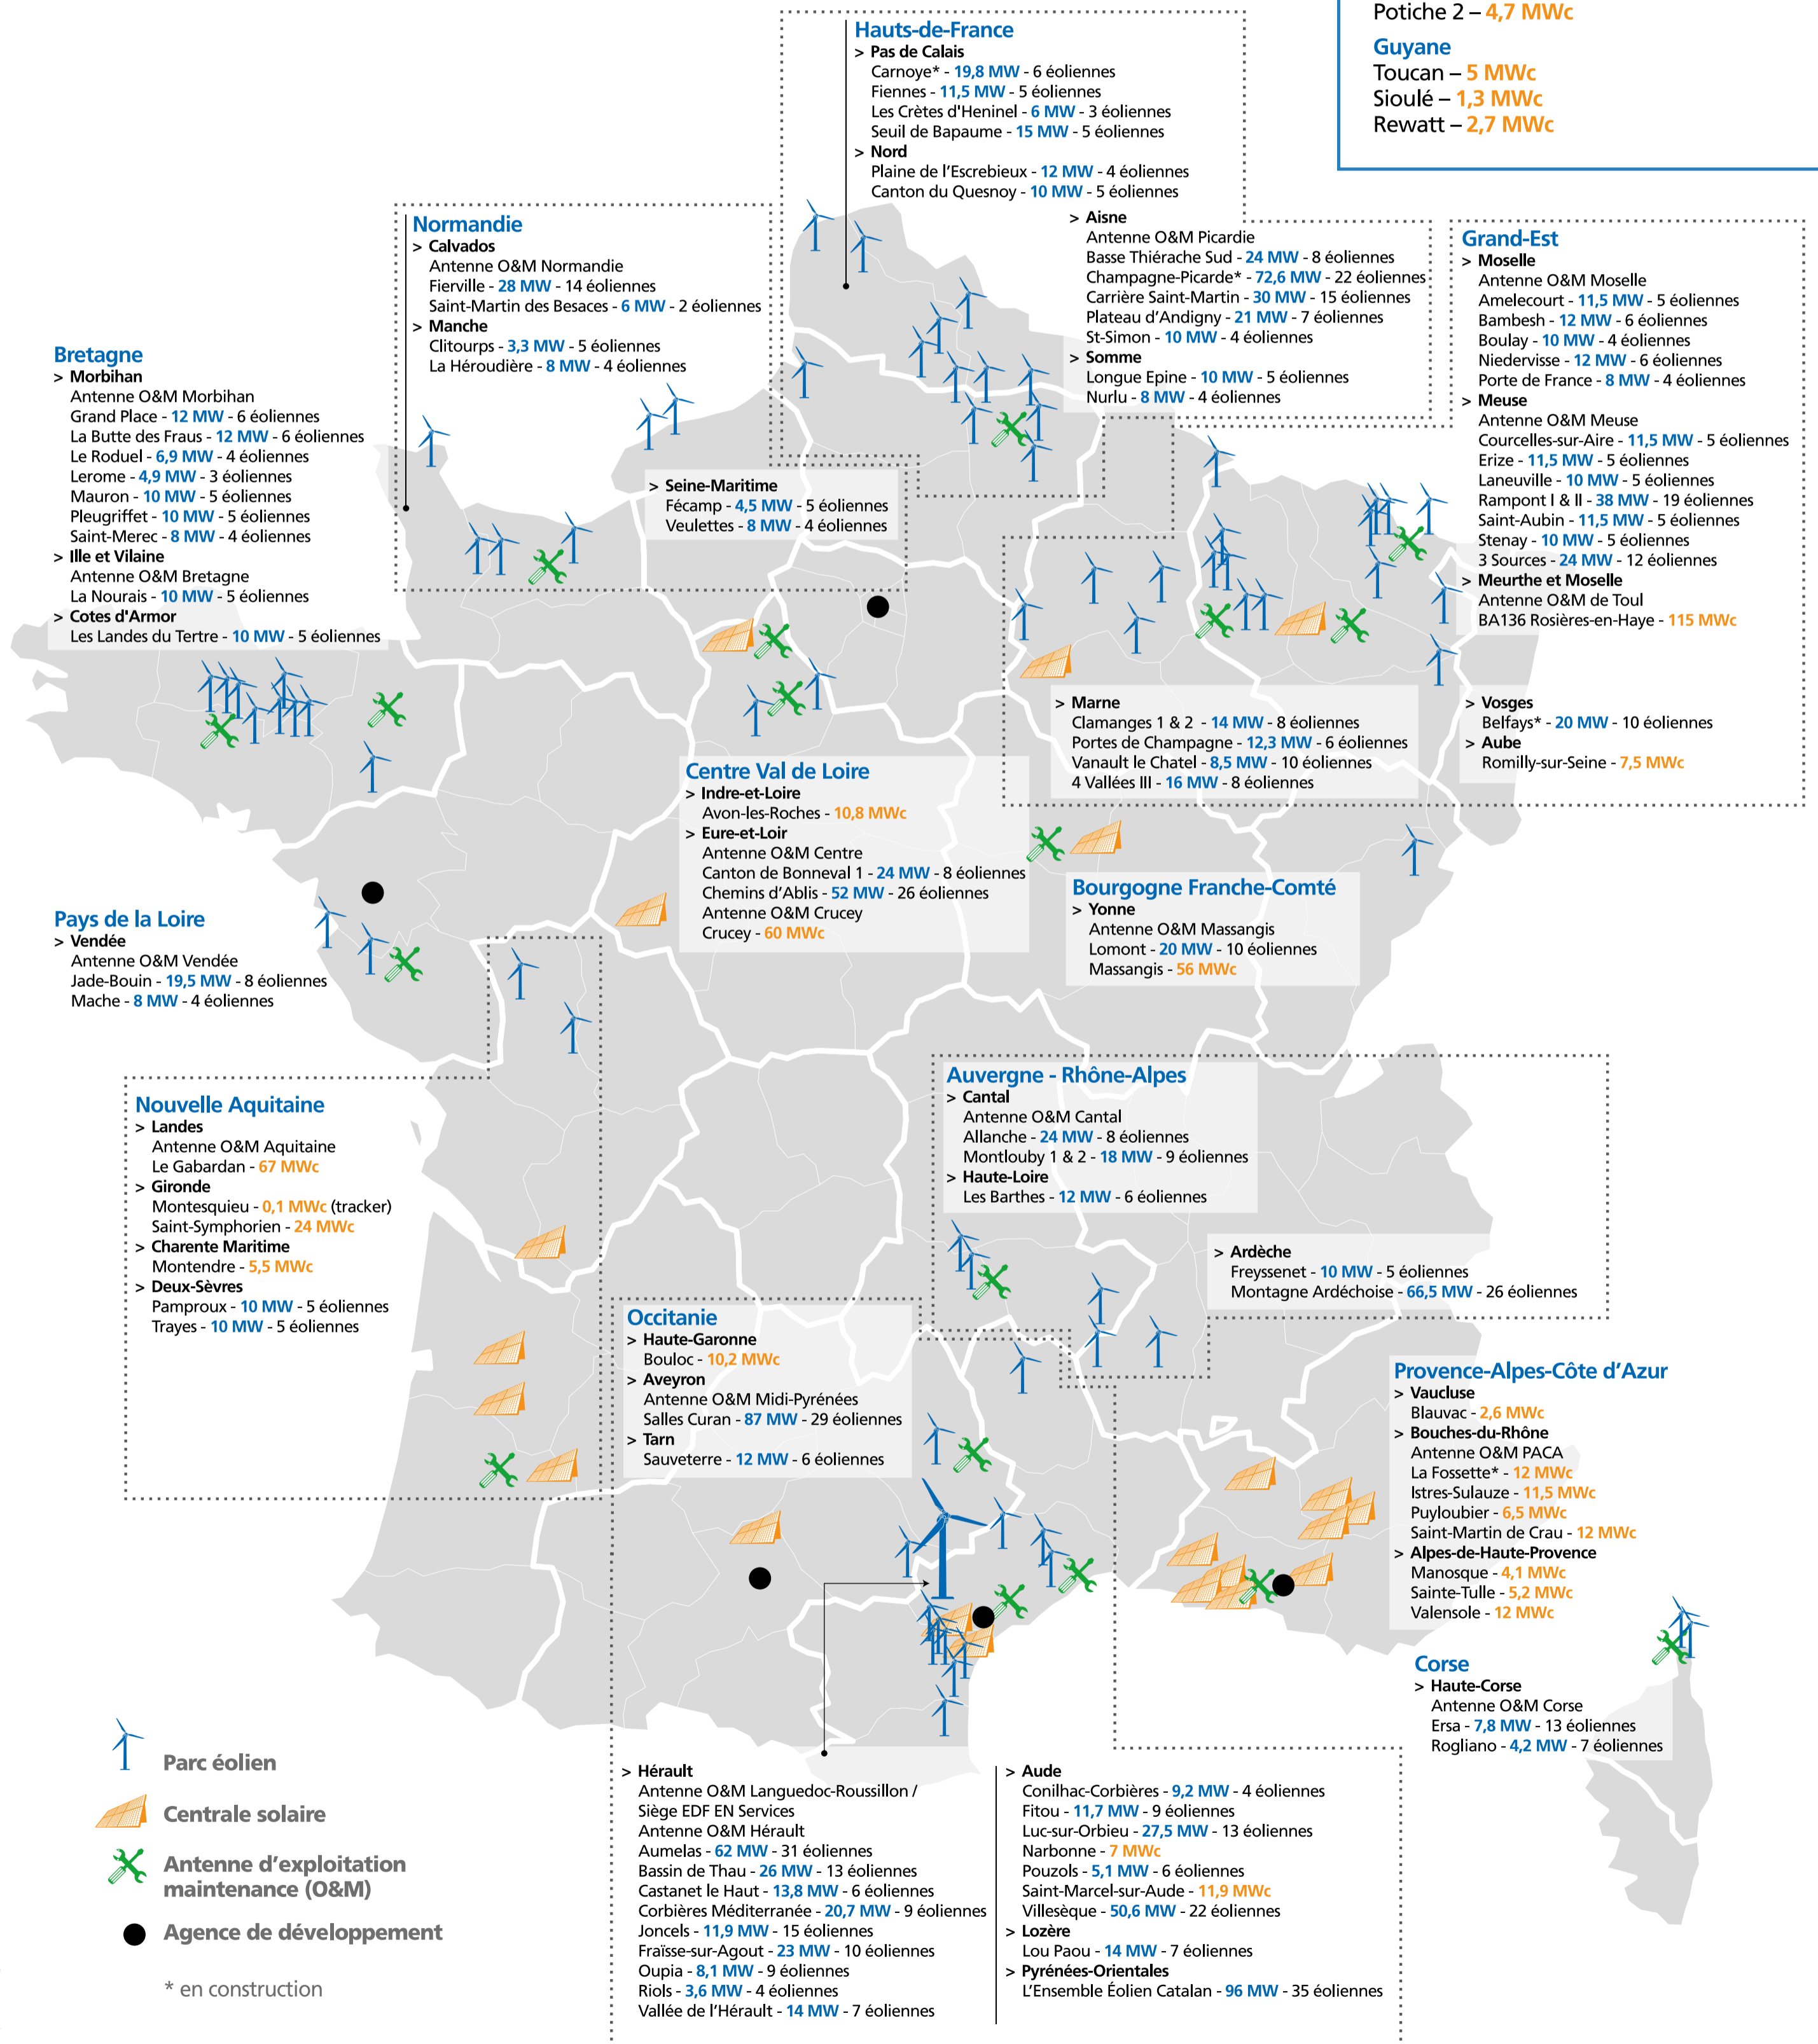 Potiche 2 – 4,7 MWc
Guyane
Toucan – 5 MWc
Sioulé – 1,3 MWc
Rewatt – 2,7 MWc
Hauts-de-France
> Pas de Calais
Carnoye* - 19,8 MW - 6 éoliennes
Fiennes - 11,5 MW - 5 éoliennes
Les Crètes d'Heninel - 6 MW - 3 éoliennes
Seuil de Bapaume - 15 MW - 5 éoliennes
> Nord
Plaine de l'Escrebieux - 12 MW - 4 éoliennes
Canton du Quesnoy - 10 MW - 5 éoliennes
> Aisne
Antenne O&M Picardie
Basse Thiérache Sud - 24 MW - 8 éoliennes
Champagne-Picarde* - 72,6 MW - 22 éoliennes
Carrière Saint-Martin - 30 MW - 15 éoliennes
Plateau d'Andigny - 21 MW - 7 éoliennes
St-Simon - 10 MW - 4 éoliennes
> Somme
Longue Epine - 10 MW - 5 éoliennes
Nurlu - 8 MW - 4 éoliennes
Normandie
> Calvados
Antenne O&M Normandie
Fierville - 28 MW - 14 éoliennes
Saint-Martin des Besaces - 6 MW - 2 éoliennes
> Manche
Clitourps - 3,3 MW - 5 éoliennes
La Héroudière - 8 MW - 4 éoliennes
> Seine-Maritime
Fécamp - 4,5 MW - 5 éoliennes
Veulettes - 8 MW - 4 éoliennes
Grand-Est
> Moselle
Antenne O&M Moselle
Amelecourt - 11,5 MW - 5 éoliennes
Bambesh - 12 MW - 6 éoliennes
Boulay - 10 MW - 4 éoliennes
Niedervisse - 12 MW - 6 éoliennes
Porte de France - 8 MW - 4 éoliennes
> Meuse
Antenne O&M Meuse
Courcelles-sur-Aire - 11,5 MW - 5 éoliennes
Erize - 11,5 MW - 5 éoliennes
Laneuville - 10 MW - 5 éoliennes
Rampont I & II - 38 MW - 19 éoliennes
Saint-Aubin - 11,5 MW - 5 éoliennes
Stenay - 10 MW - 5 éoliennes
3 Sources - 24 MW - 12 éoliennes
> Meurthe et Moselle
Antenne O&M de Toul
BA136 Rosières-en-Haye - 115 MWc
> Vosges
Belfays* - 20 MW - 10 éoliennes
> Aube
Romilly-sur-Seine - 7,5 MWc
> Marne
Clamanges 1 & 2 - 14 MW - 8 éoliennes
Portes de Champagne - 12,3 MW - 6 éoliennes
Vanault le Chatel - 8,5 MW - 10 éoliennes
4 Vallées III - 16 MW - 8 éoliennes
Bretagne
> Morbihan
Antenne O&M Morbihan
Grand Place - 12 MW - 6 éoliennes
La Butte des Fraus - 12 MW - 6 éoliennes
Le Roduel - 6,9 MW - 4 éoliennes
Lerome - 4,9 MW - 3 éoliennes
Mauron - 10 MW - 5 éoliennes
Pleugriffet - 10 MW - 5 éoliennes
Saint-Merec - 8 MW - 4 éoliennes
> Ille et Vilaine
Antenne O&M Bretagne
La Nourais - 10 MW - 5 éoliennes
> Cotes d'Armor
Les Landes du Tertre - 10 MW - 5 éoliennes
Centre Val de Loire
> Indre-et-Loire
Avon-les-Roches - 10,8 MWc
> Eure-et-Loir
Antenne O&M Centre
Canton de Bonneval 1 - 24 MW - 8 éoliennes
Chemins d'Ablis - 52 MW - 26 éoliennes
Antenne O&M Crucey
Crucey - 60 MWc
Bourgogne Franche-Comté
> Yonne
Antenne O&M Massangis
Lomont - 20 MW - 10 éoliennes
Massangis - 56 MWc
Pays de la Loire
> Vendée
Antenne O&M Vendée
Jade-Bouin - 19,5 MW - 8 éoliennes
Mache - 8 MW - 4 éoliennes
Nouvelle Aquitaine
> Landes
Antenne O&M Aquitaine
Le Gabardan - 67 MWc
> Gironde
Montesquieu - 0,1 MWc (tracker)
Saint-Symphorien - 24 MWc
> Charente Maritime
Montendre - 5,5 MWc
> Deux-Sèvres
Pamproux - 10 MW - 5 éoliennes
Trayes - 10 MW - 5 éoliennes
Auvergne - Rhône-Alpes
> Cantal
Antenne O&M Cantal
Allanche - 24 MW - 8 éoliennes
Montlouby 1 & 2 - 18 MW - 9 éoliennes
> Haute-Loire
Les Barthes - 12 MW - 6 éoliennes
> Ardèche
Freyssenet - 10 MW - 5 éoliennes
Montagne Ardéchoise - 66,5 MW - 26 éoliennes
Occitanie
> Haute-Garonne
Bouloc - 10,2 MWc
> Aveyron
Antenne O&M Midi-Pyrénées
Salles Curan - 87 MW - 29 éoliennes
> Tarn
Sauveterre - 12 MW - 6 éoliennes
Provence-Alpes-Côte d'Azur
> Vaucluse
Blauvac - 2,6 MWc
> Bouches-du-Rhône
Antenne O&M PACA
La Fossette* - 12 MWc
Istres-Sulauze - 11,5 MWc
Puyloubier - 6,5 MWc
Saint-Martin de Crau - 12 MWc
> Alpes-de-Haute-Provence
Manosque - 4,1 MWc
Sainte-Tulle - 5,2 MWc
Valensole - 12 MWc
Corse
> Haute-Corse
Antenne O&M Corse
Ersa - 7,8 MW - 13 éoliennes
Rogliano - 4,2 MW - 7 éoliennes
> Hérault
Antenne O&M Languedoc-Roussillon /
Siège EDF EN Services
Antenne O&M Hérault
Aumelas - 62 MW - 31 éoliennes
Bassin de Thau - 26 MW - 13 éoliennes
Castanet le Haut - 13,8 MW - 6 éoliennes
Corbières Méditerranée - 20,7 MW - 9 éoliennes
Joncels - 11,9 MW - 15 éoliennes
Fraïsse-sur-Agout - 23 MW - 10 éoliennes
Oupia - 8,1 MW - 9 éoliennes
Riols - 3,6 MW - 4 éoliennes
Vallée de l'Hérault - 14 MW - 7 éoliennes
> Aude
Conilhac-Corbières - 9,2 MW - 4 éoliennes
Fitou - 11,7 MW - 9 éoliennes
Luc-sur-Orbieu - 27,5 MW - 13 éoliennes
Narbonne - 7 MWc
Pouzols - 5,1 MW - 6 éoliennes
Saint-Marcel-sur-Aude - 11,9 MWc
Villesèque - 50,6 MW - 22 éoliennes
> Lozère
Lou Paou - 14 MW - 7 éoliennes
> Pyrénées-Orientales
L'Ensemble Éolien Catalan - 96 MW - 35 éoliennes
Parc éolien
Centrale solaire
Antenne d'exploitation
maintenance (O&M)
Agence de développement
* en construction